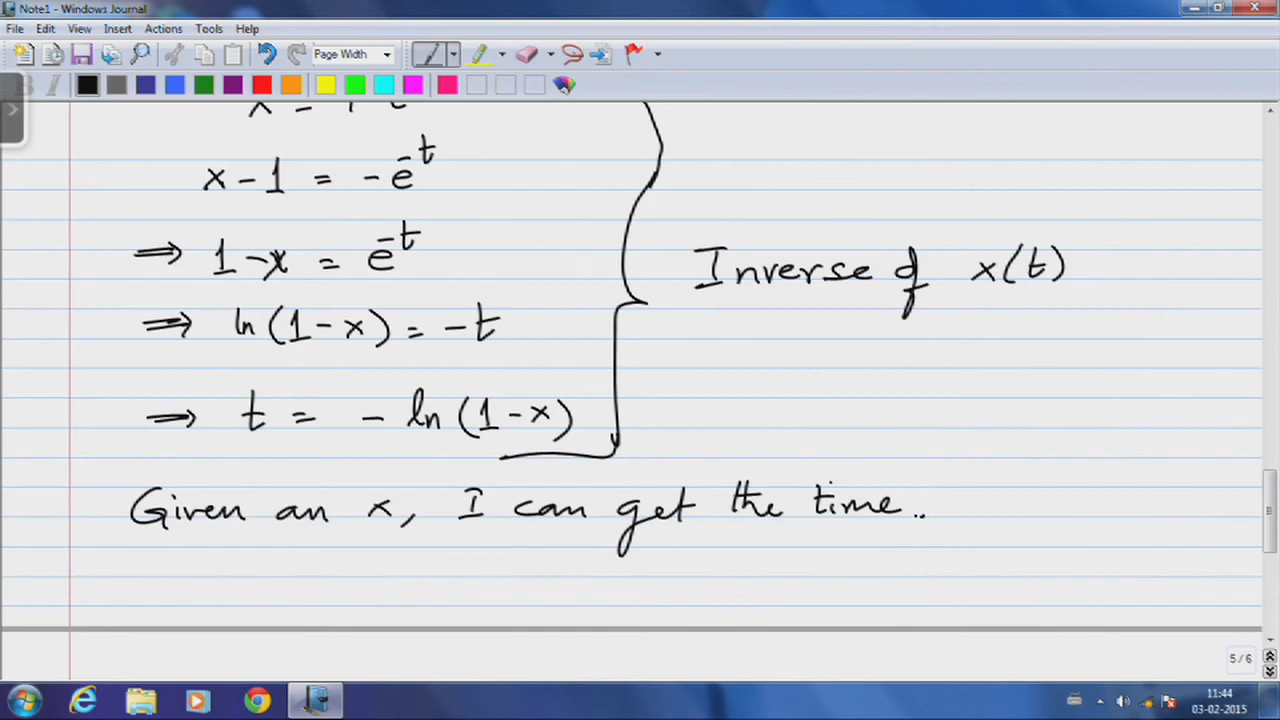 Note1 - Windows Journal
File Edit View Insert Actions Tools Help
Page Width
x - 1 = - e^-t
⇒ 1 - x = e^-t
⇒ ln(1 - x) = - t
⇒ t = - ln(1 - x)
Inverse of x(t)
Given an x, I can get the time..
5 / 6
11:44
03-02-2015